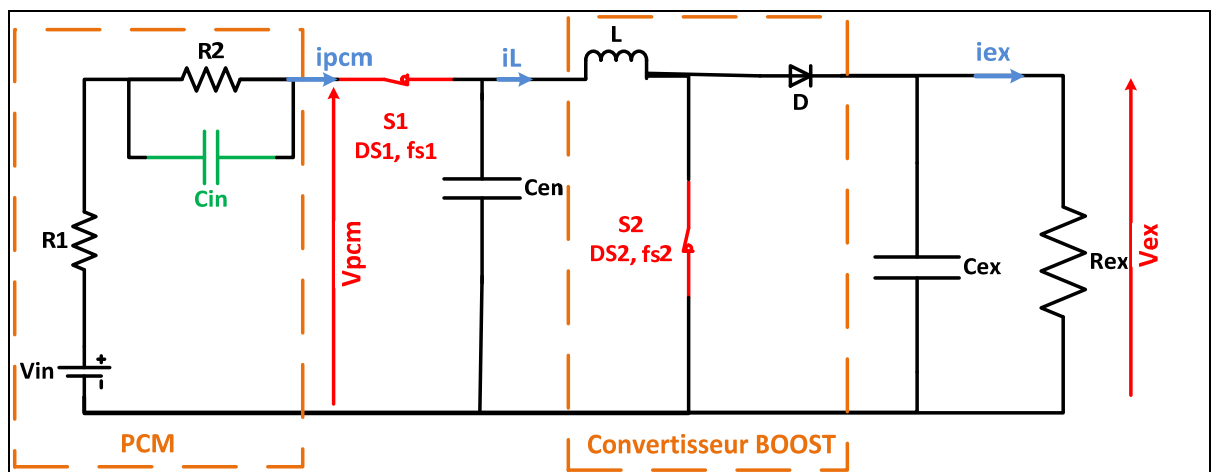 R2
ipcm
iL
L
iex
D
S1
DS1, fs1
Cin
Cen
R1
S2
DS2, fs2
Vpcm
Cex
Rex
Vex
Vin
+
PCM
Convertisseur BOOST